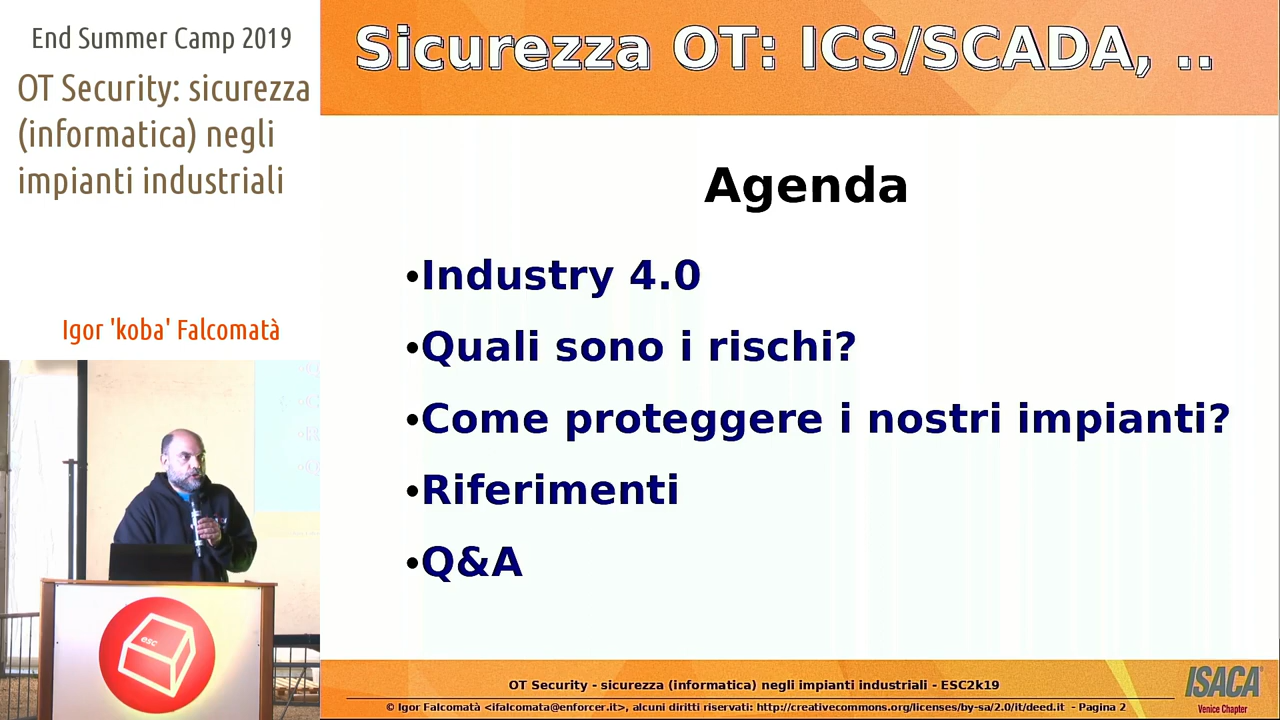 End Summer Camp 2019
OT Security: sicurezza
(informatica) negli
impianti industriali
Igor 'koba' Falcomatà
esc
Sicurezza OT: ICS/SCADA, ..
Agenda
•Industry 4.0
•Quali sono i rischi?
•Come proteggere i nostri impianti?
•Riferimenti
•Q&A
OT Security - sicurezza (informatica) negli impianti industriali - ESC2k19
© Igor Falcomatà <ifalcomata@enforcer.it>, alcuni diritti riservati: http://creativecommons.org/licenses/by-sa/2.0/it/deed.it - Pagina 2
ISACA
Venice Chapter